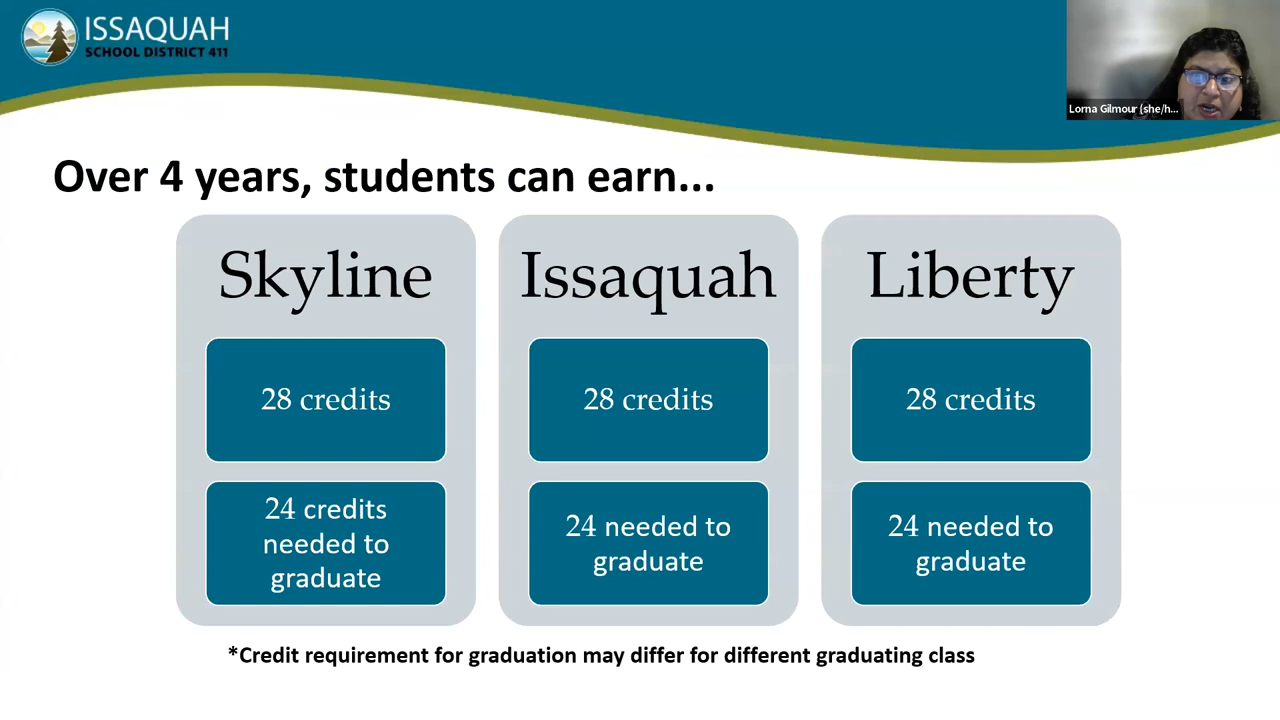 ISSAQUAH
SCHOOL DISTRICT 411
Lorna Gilmour (she/h...
Over 4 years, students can earn...
Skyline
28 credits
24 credits
needed to
graduate
Issaquah
28 credits
24 needed to
graduate
Liberty
28 credits
24 needed to
graduate
*Credit requirement for graduation may differ for different graduating class